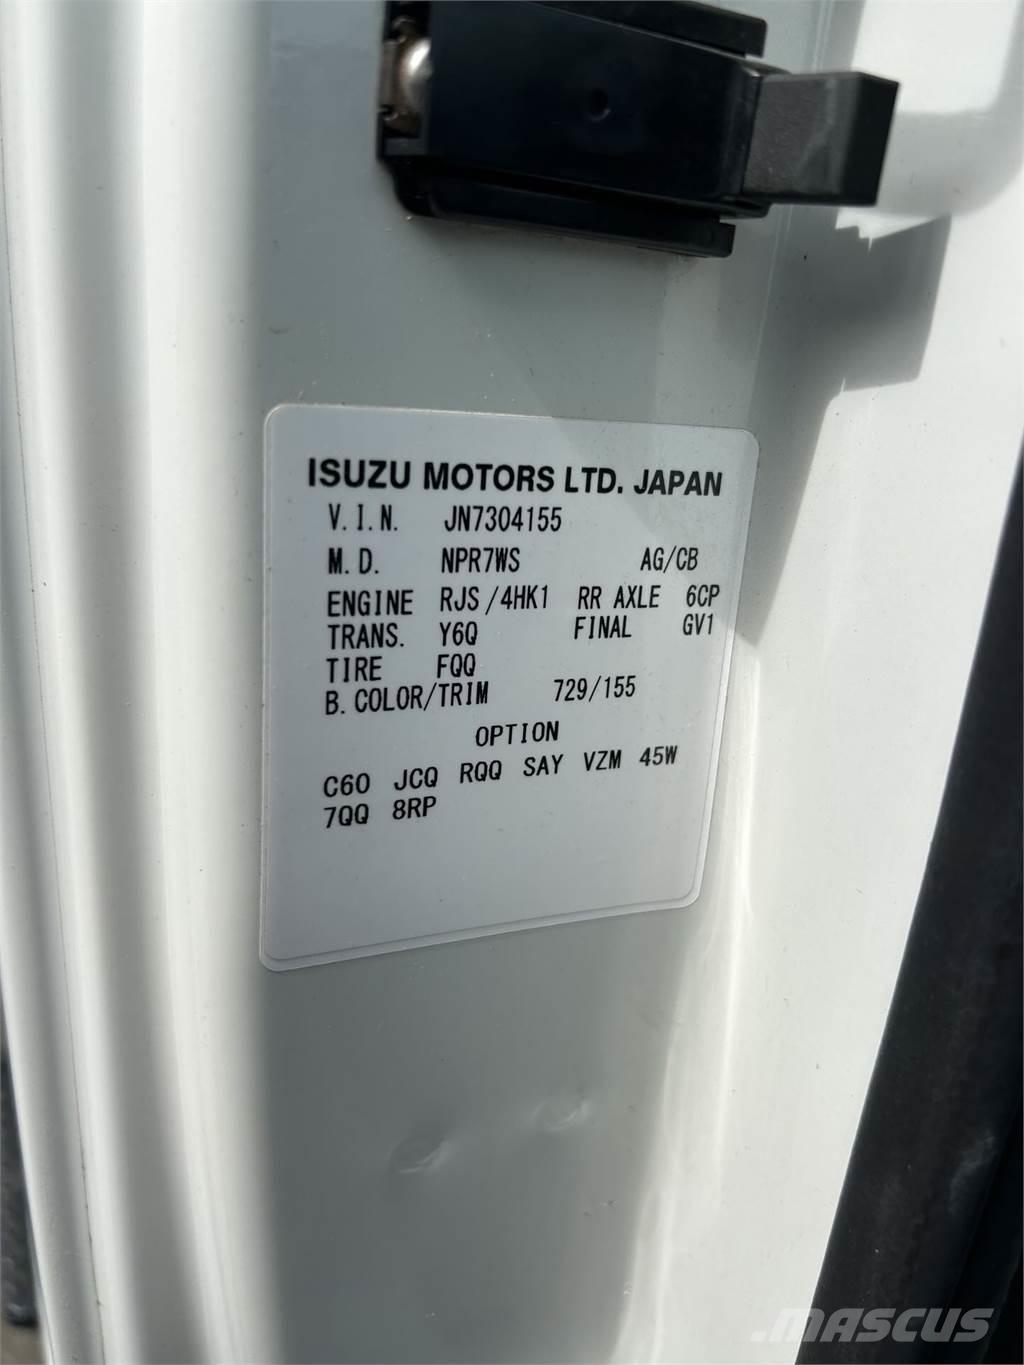 ISUZU MOTORS LTD. JAPAN
V.I.N. JN7304155
M.D. NPR7WS AG/CB
ENGINE RJS/4HK1 RR AXLE 6CP
TRANS. Y6Q FINAL GV1
TIRE FQQ
B.COLOR/TRIM 729/155
OPTION
C60 JCQ RQQ SAY VZM 45W
7QQ 8RP
.MASCUS